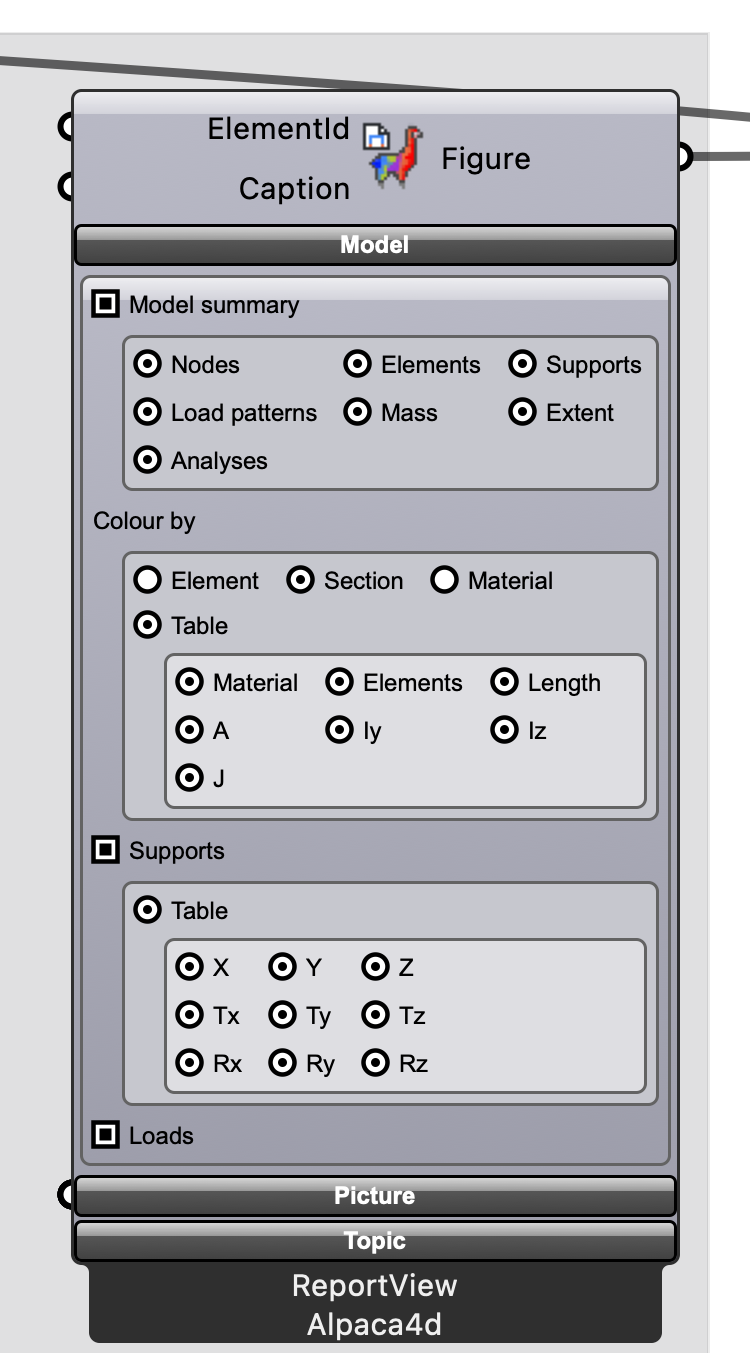 ElementId
Caption
Figure
Model
Model summary
Nodes Elements Supports
Load patterns Mass Extent
Analyses
Colour by
Element Section Material
Table
Material Elements Length
A Iy Iz
J
Supports
Table
X Y Z
Tx Ty Tz
Rx Ry Rz
Loads
Picture
Topic
ReportView
Alpaca4d